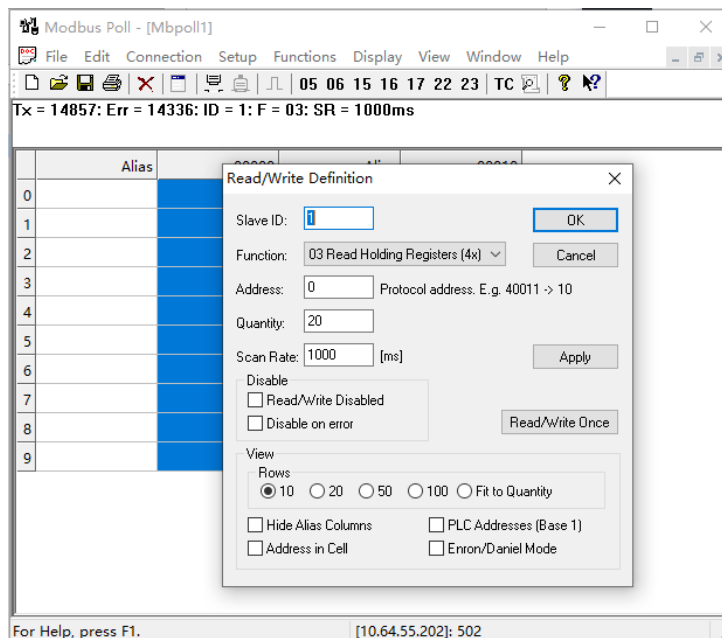 Modbus Poll - [Mbpoll1]
File Edit Connection Setup Functions Display View Window Help
05 06 15 16 17 22 23 TC
Tx = 14857: Err = 14336: ID = 1: F = 03: SR = 1000ms
Alias
Read/Write Definition
0
1
2
3
4
5
6
7
8
9
Slave ID: 1 OK
Function: 03 Read Holding Registers (4x) Cancel
Address: 0 Protocol address. E.g. 40011 -> 10
Quantity: 20
Scan Rate: 1000 [ms] Apply
Disable
Read/Write Disabled
Disable on error
Read/Write Once
View
Rows
10 20 50 100 Fit to Quantity
Hide Alias Columns PLC Addresses (Base 1)
Address in Cell Enron/Daniel Mode
For Help, press F1. [10.64.55.202]: 502